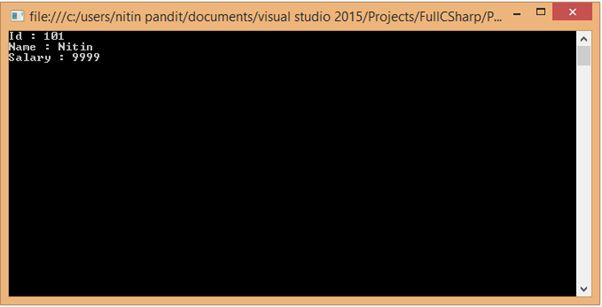 file:///c:/users/nitin pandit/documents/visual studio 2015/Projects/FullCSharp/P...
Id : 101
Name : Nitin
Salary : 9999